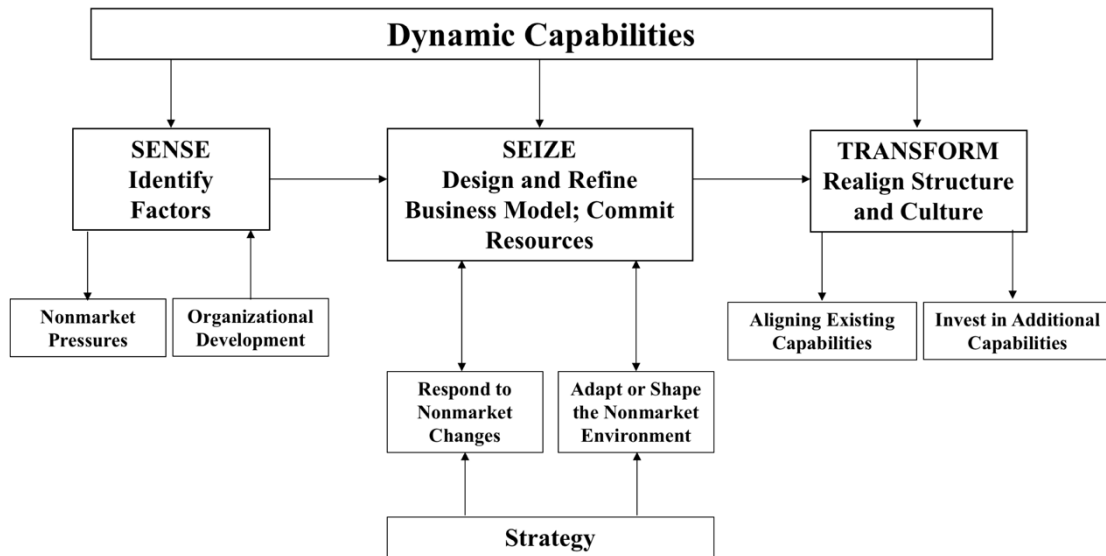 Dynamic Capabilities
SENSE
Identify
Factors
SEIZE
Design and Refine
Business Model; Commit
Resources
TRANSFORM
Realign Structure
and Culture
Nonmarket
Pressures
Organizational
Development
Aligning Existing
Capabilities
Invest in Additional
Capabilities
Respond to
Nonmarket
Changes
Adapt or Shape
the Nonmarket
Environment
Strategy